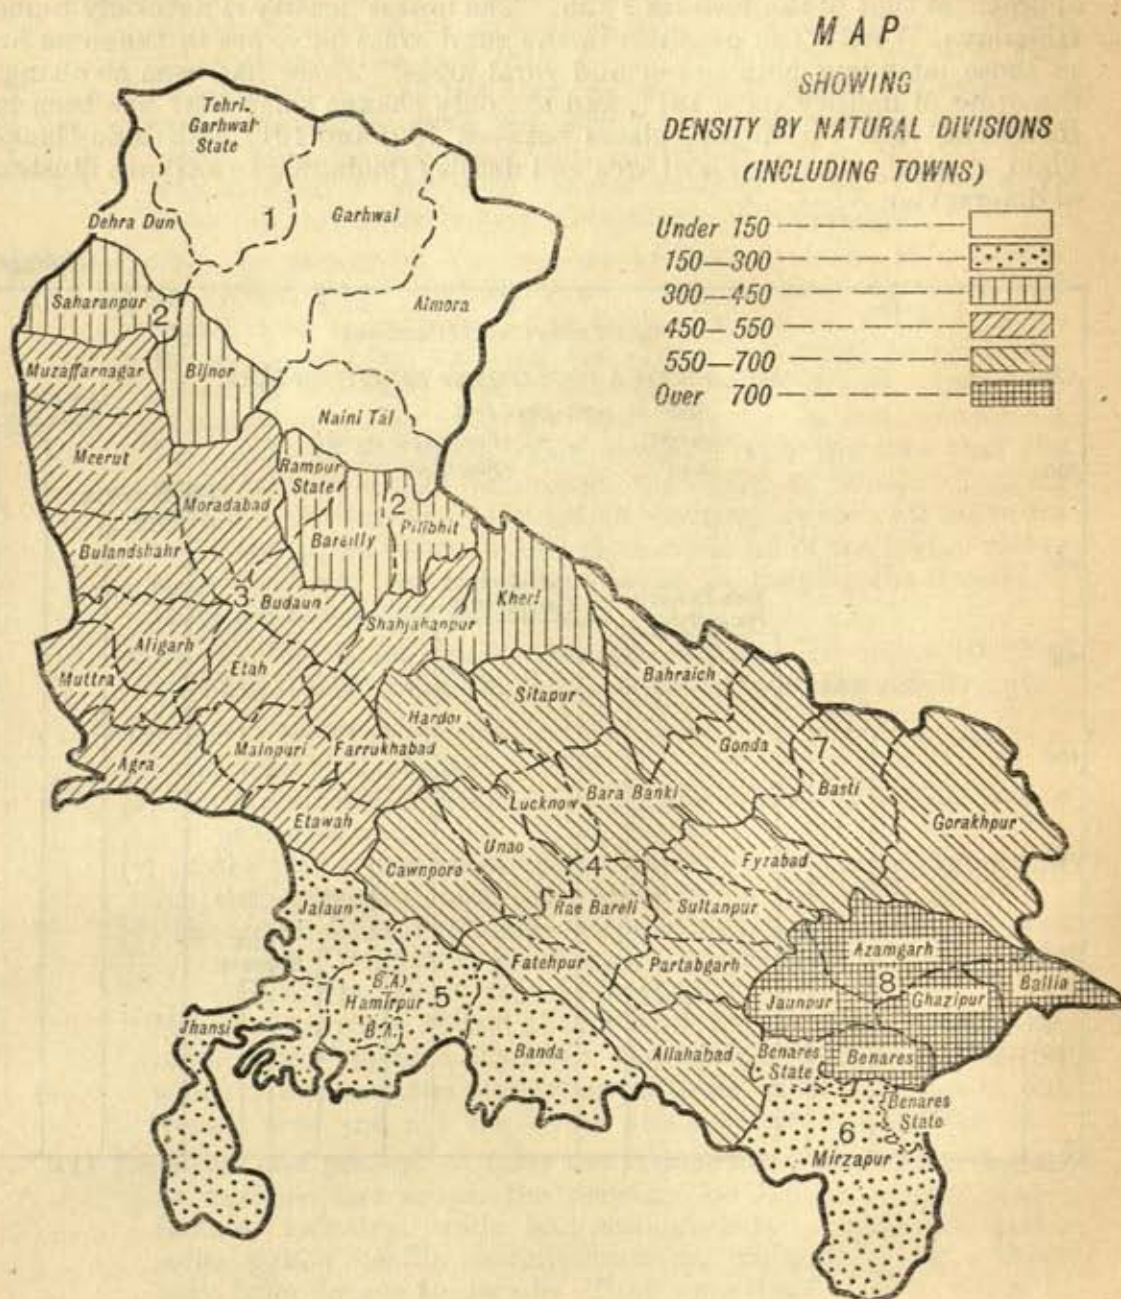 MAP
SHOWING
DENSITY BY NATURAL DIVISIONS
(INCLUDING TOWNS)
Under 150
150—300
300—450
450—550
550—700
Over 700
Tehri
Garhwal
State
Dehra Dun
1
Garhwal
Almora
Saharanpur
2
Muzaffarnagar
Bijnor
Naini Tal
Meerut
Rampur
State
Moradabad
2
Bareilly
Pilibhit
Bulandshahr
3
Budaun
Kheri
Shahjahanpur
Aligarh
Muttra
Etah
Sitapur
Bahraich
Hardoi
Agra
Mainpuri
Farrukhabad
Gonda
7
Basti
Lucknow
Bara Banki
Etawah
Unao
Gorakhpur
Cawnpore
4
Fyzabad
Jalaun
Rae Bareli
Sultanpur
Azamgarh
Fatehpur
Partabgarh
B.A.
Hamirpur
5
8
Ballia
Jaunpur
Ghazipur
Jhansi
B.A.
Banda
Allahabad
Benares
State
Benares
Benares
State
6
Mirzapur